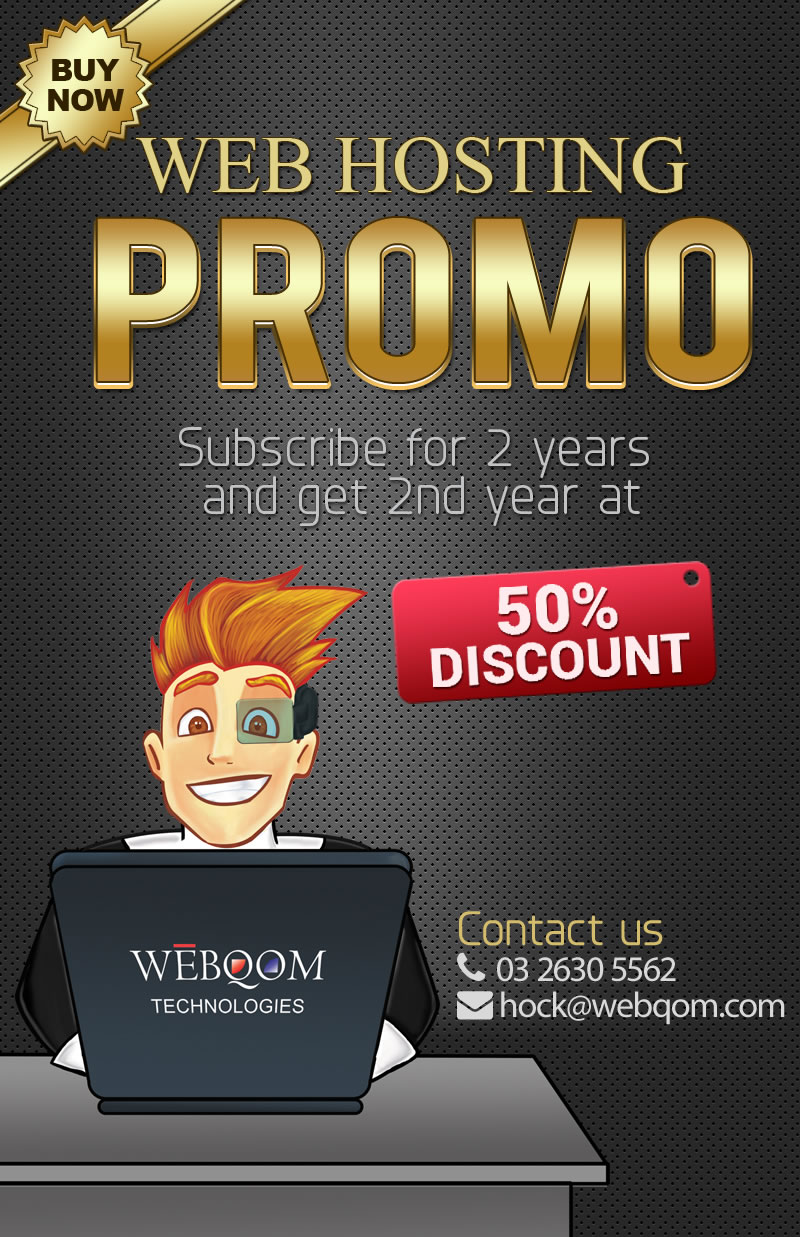 BUY
NOW
WEB HOSTING
PROMO
Subscribe for 2 years
and get 2nd year at
50%
DISCOUNT
WĒBQOM
TECHNOLOGIES
Contact us
03 2630 5562
hock@webqom.com